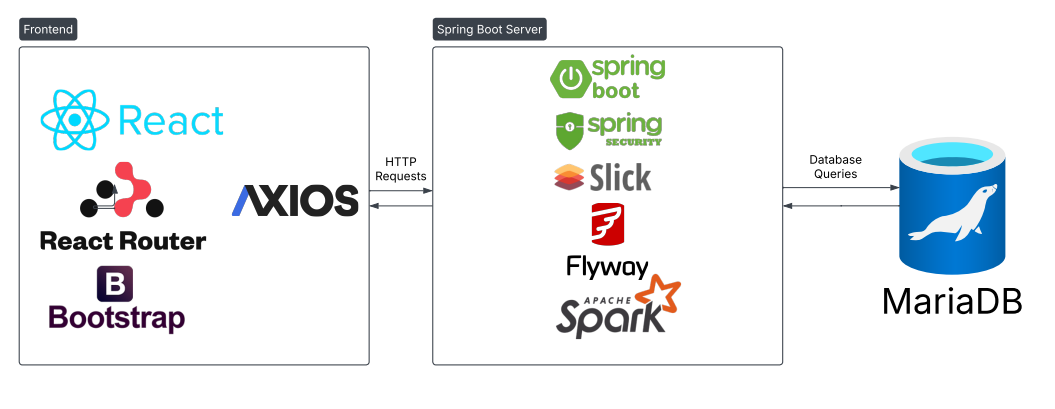 Frontend
React
React Router
B
Bootstrap
AXIOS
HTTP
Requests
Spring Boot Server
spring
boot
spring
SECURITY
Slick
Flyway
APACHE
Spark
Database
Queries
MariaDB